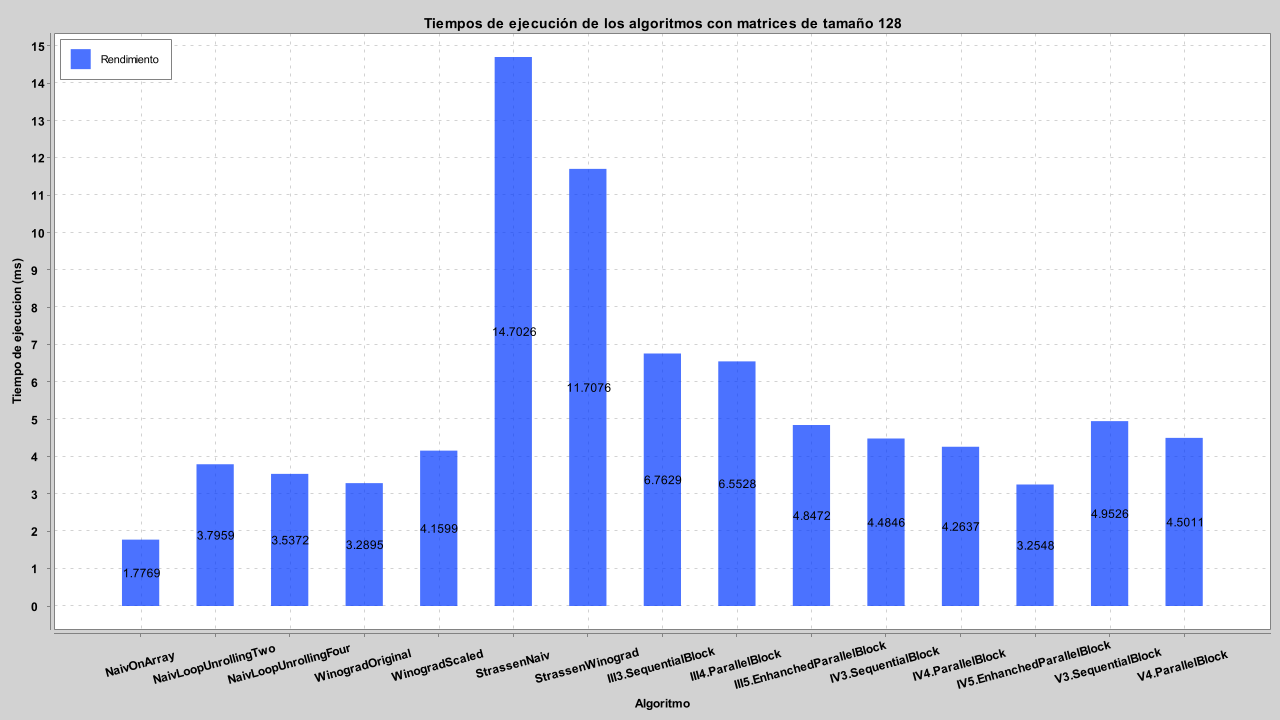 Tiempos de ejecución de los algoritmos con matrices de tamaño 128
Rendimiento
Tiempo de ejecucion (ms)
15
14
13
12
11
10
9
8
7
6
5
4
3
2
1
0
1.7769
3.7959
3.5372
3.2895
4.1599
14.7026
11.7076
6.7629
6.5528
4.8472
4.4846
4.2637
3.2548
4.9526
4.5011
NaivOnArray
NaivLoopUnrollingTwo
NaivLoopUnrollingFour
WinogradOriginal
WinogradScaled
StrassenNaiv
StrassenWinograd
III3.SequentialBlock
III4.ParallelBlock
III5.EnhanchedParallelBlock
IV3.SequentialBlock
IV4.ParallelBlock
IV5.EnhanchedParallelBlock
V3.SequentialBlock
V4.ParallelBlock
Algoritmo